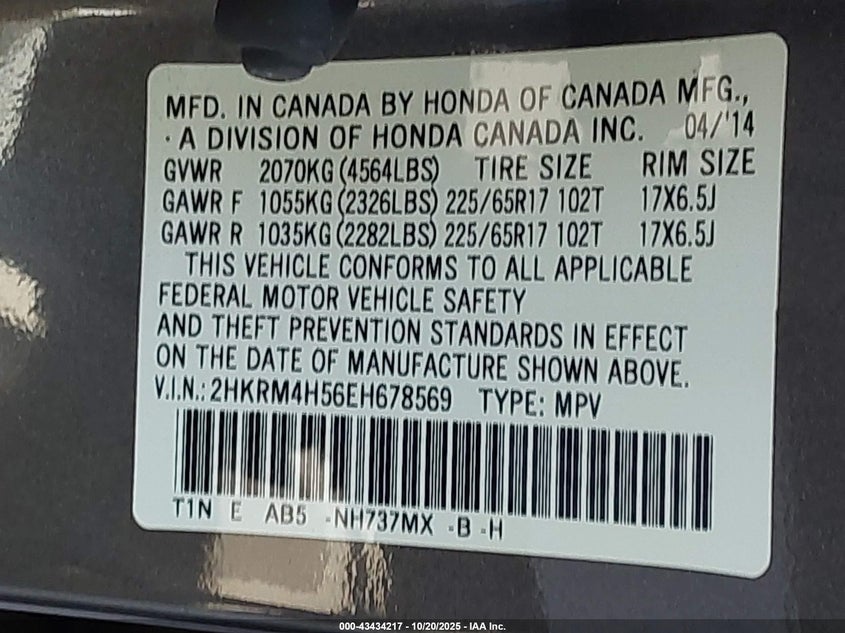 MFD. IN CANADA BY HONDA OF CANADA MFG.,
· A DIVISION OF HONDA CANADA INC. 04/'14
GVWR 2070KG (4564LBS) TIRE SIZE RIM SIZE
GAWR F 1055KG (2326LBS) 225/65R17 102T 17X6.5J
GAWR R 1035KG (2282LBS) 225/65R17 102T 17X6.5J
THIS VEHICLE CONFORMS TO ALL APPLICABLE
FEDERAL MOTOR VEHICLE SAFETY
AND THEFT PREVENTION STANDARDS IN EFFECT
ON THE DATE OF MANUFACTURE SHOWN ABOVE.
V.I.N.: 2HKRM4H56EH678569 TYPE: MPV
T1N E AB5 -NH737MX -B -H
000-43434217 - 10/20/2025 - IAA Inc.